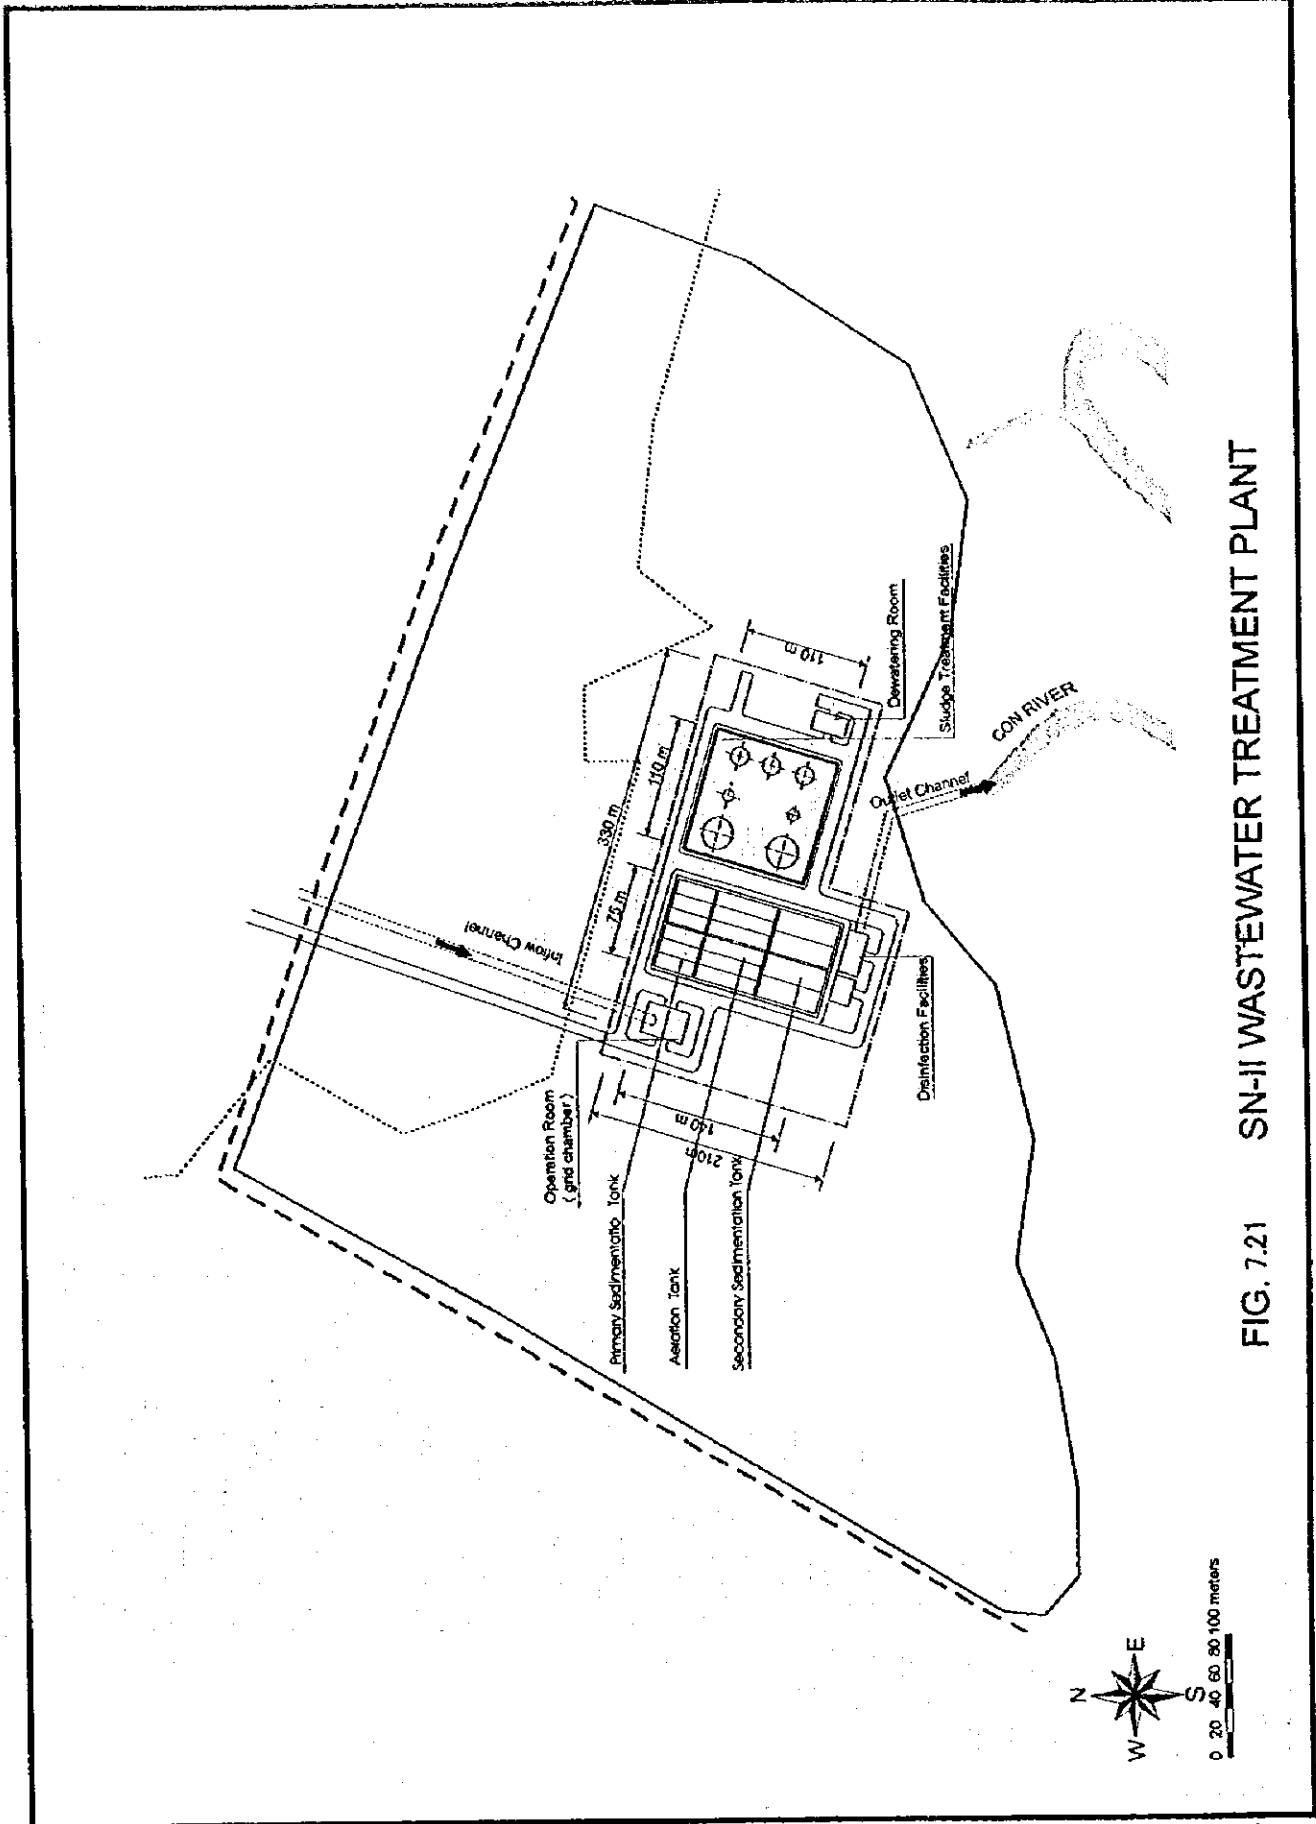 Inflow Channel
330 m
75 m
110 m
110 m
Operation Room
( grid chamber )
140 m
210m
Primary Sedimentatio Tank
Aeration Tank
Secondary Sedimentation Tank
Disinfection Facilities
Outlet Channel
CON RIVER
Dewatering Room
Sludge Treatment Facilities
N
W
E
S
0 20 40 60 80 100 meters
FIG. 7.21 SN-II WASTEWATER TREATMENT PLANT